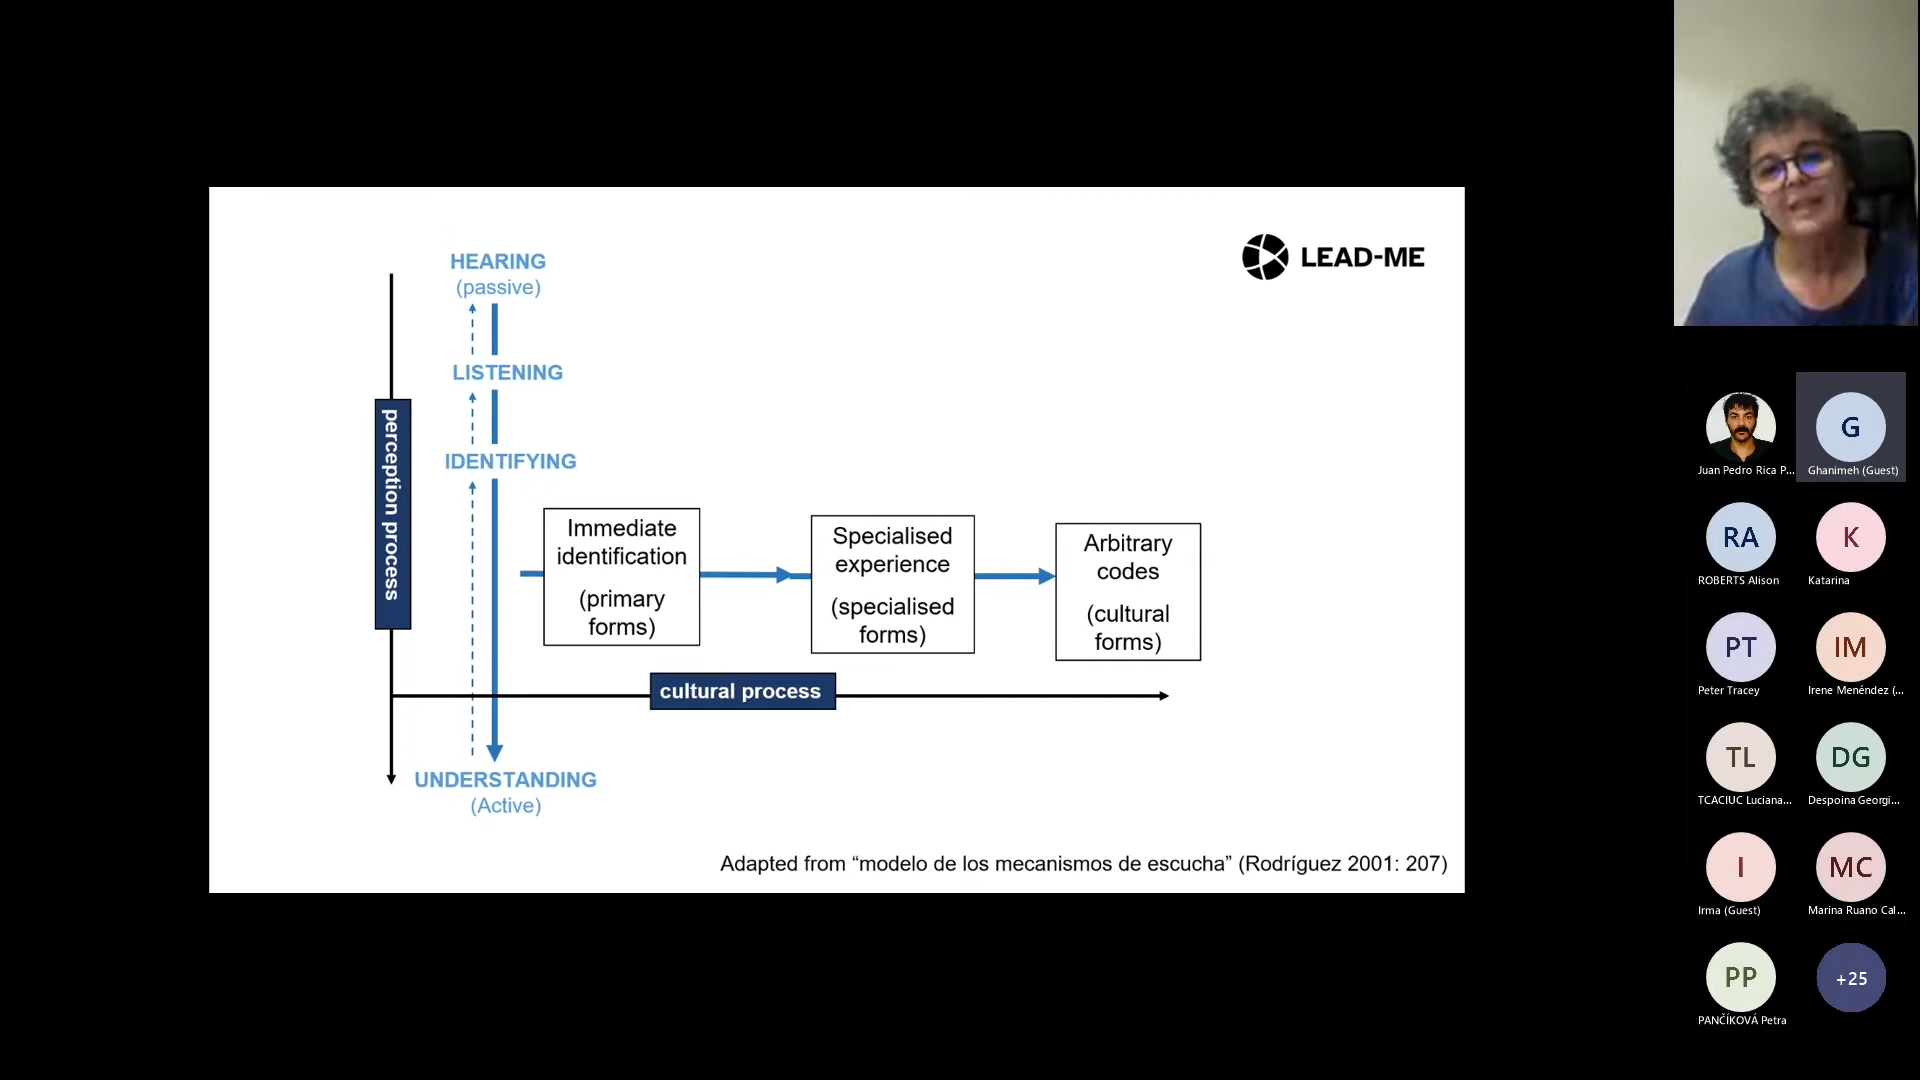 LEAD-ME
HEARING
(passive)
LISTENING
IDENTIFYING
perception process
Immediate
identification
(primary
forms)
Specialised
experience
(specialised
forms)
Arbitrary
codes
(cultural
forms)
cultural process
UNDERSTANDING
(Active)
Adapted from “modelo de los mecanismos de escucha” (Rodríguez 2001: 207)
Juan Pedro Rica P...
G
Ghanimeh (Guest)
RA
ROBERTS Alison
K
Katarina
PT
Peter Tracey
IM
Irene Menéndez (...
TL
TCACIUC Luciana...
DG
Despoina Georgi...
I
Irma (Guest)
MC
Marina Ruano Cal...
PP
PANČÍKOVÁ Petra
+25